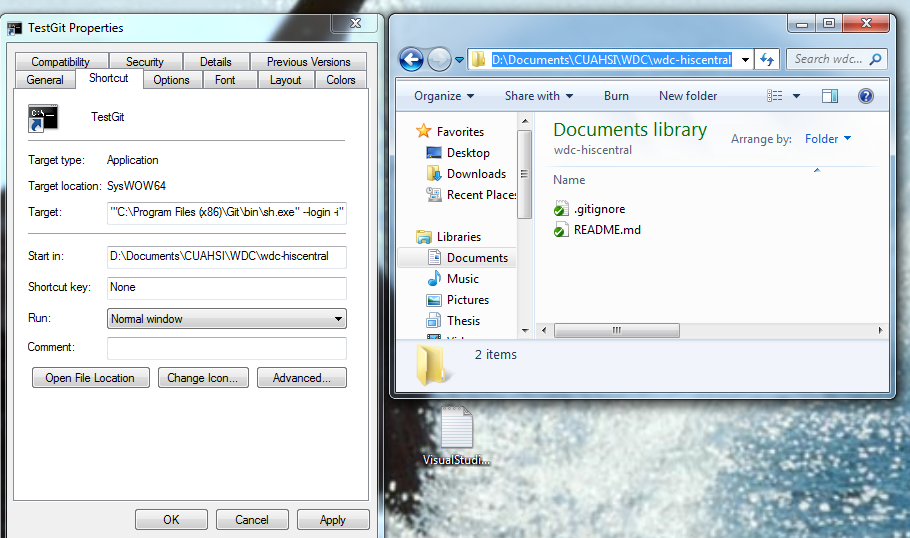 TestGit Properties
Compatibility Security Details Previous Versions
General Shortcut Options Font Layout Colors
TestGit
Target type: Application
Target location: SysWOW64
Target: "'C:\Program Files (x86)\Git\bin\sh.exe" --login -i"
Start in: D:\Documents\CUAHSI\WDC\wdc-hiscentral
Shortcut key: None
Run: Normal window
Comment:
Open File Location Change Icon... Advanced...
OK Cancel Apply
D:\Documents\CUAHSI\WDC\wdc-hiscentral
Search wdc...
Organize Share with Burn New folder
Favorites
Desktop
Downloads
Recent Places
Libraries
Documents
Music
Pictures
Thesis
Documents library
wdc-hiscentral
Arrange by: Folder
Name
.gitignore
README.md
2 items
VisualStudi...
C:\